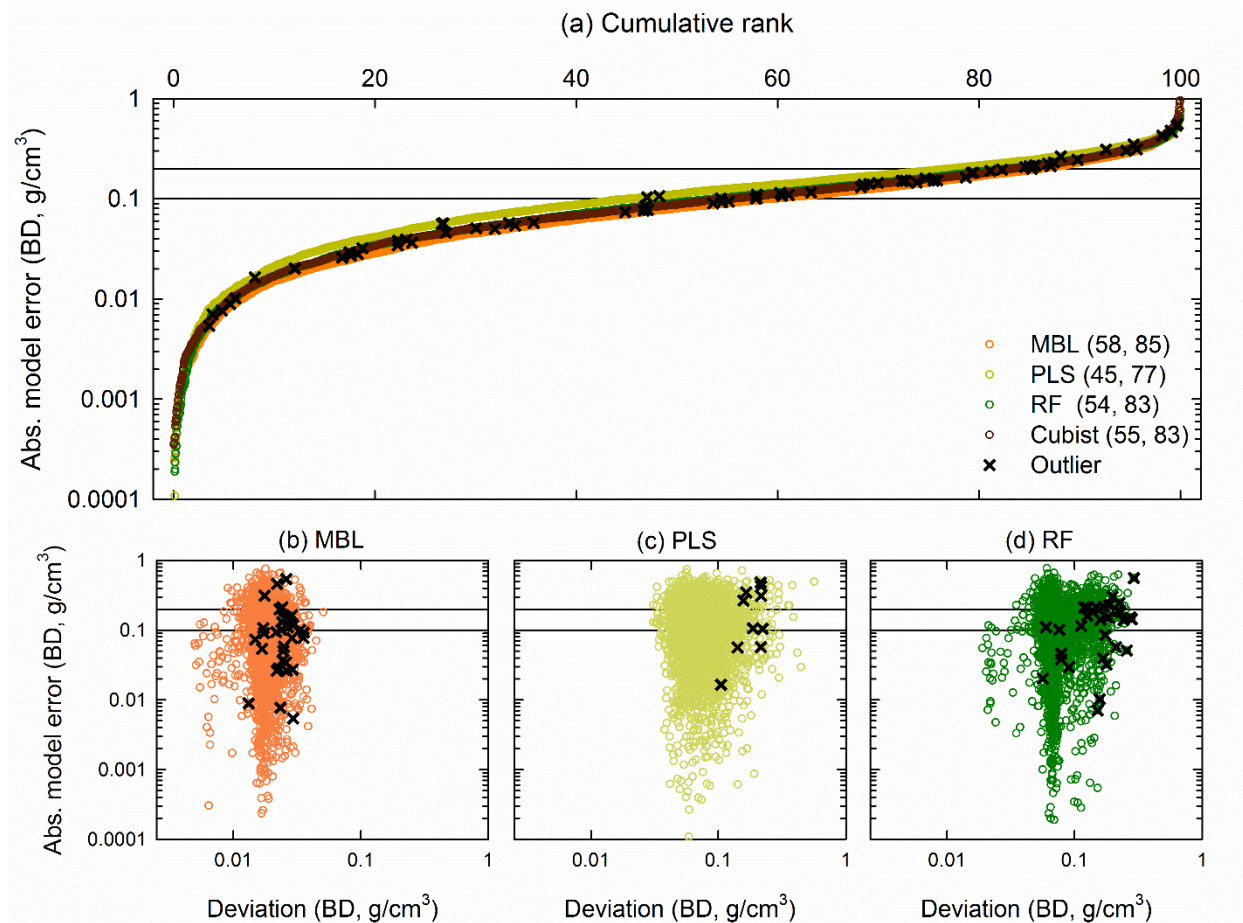 (a) Cumulative rank
0 20 40 60 80 100
Abs. model error (BD, g/cm³)
1
0.1
0.01
0.001
0.0001
MBL (58, 85)
PLS (45, 77)
RF (54, 83)
Cubist (55, 83)
Outlier
(b) MBL (c) PLS (d) RF
Abs. model error (BD, g/cm³)
1
0.1
0.01
0.001
0.0001
0.01 0.1 1 0.01 0.1 1 0.01 0.1 1
Deviation (BD, g/cm³) Deviation (BD, g/cm³) Deviation (BD, g/cm³)